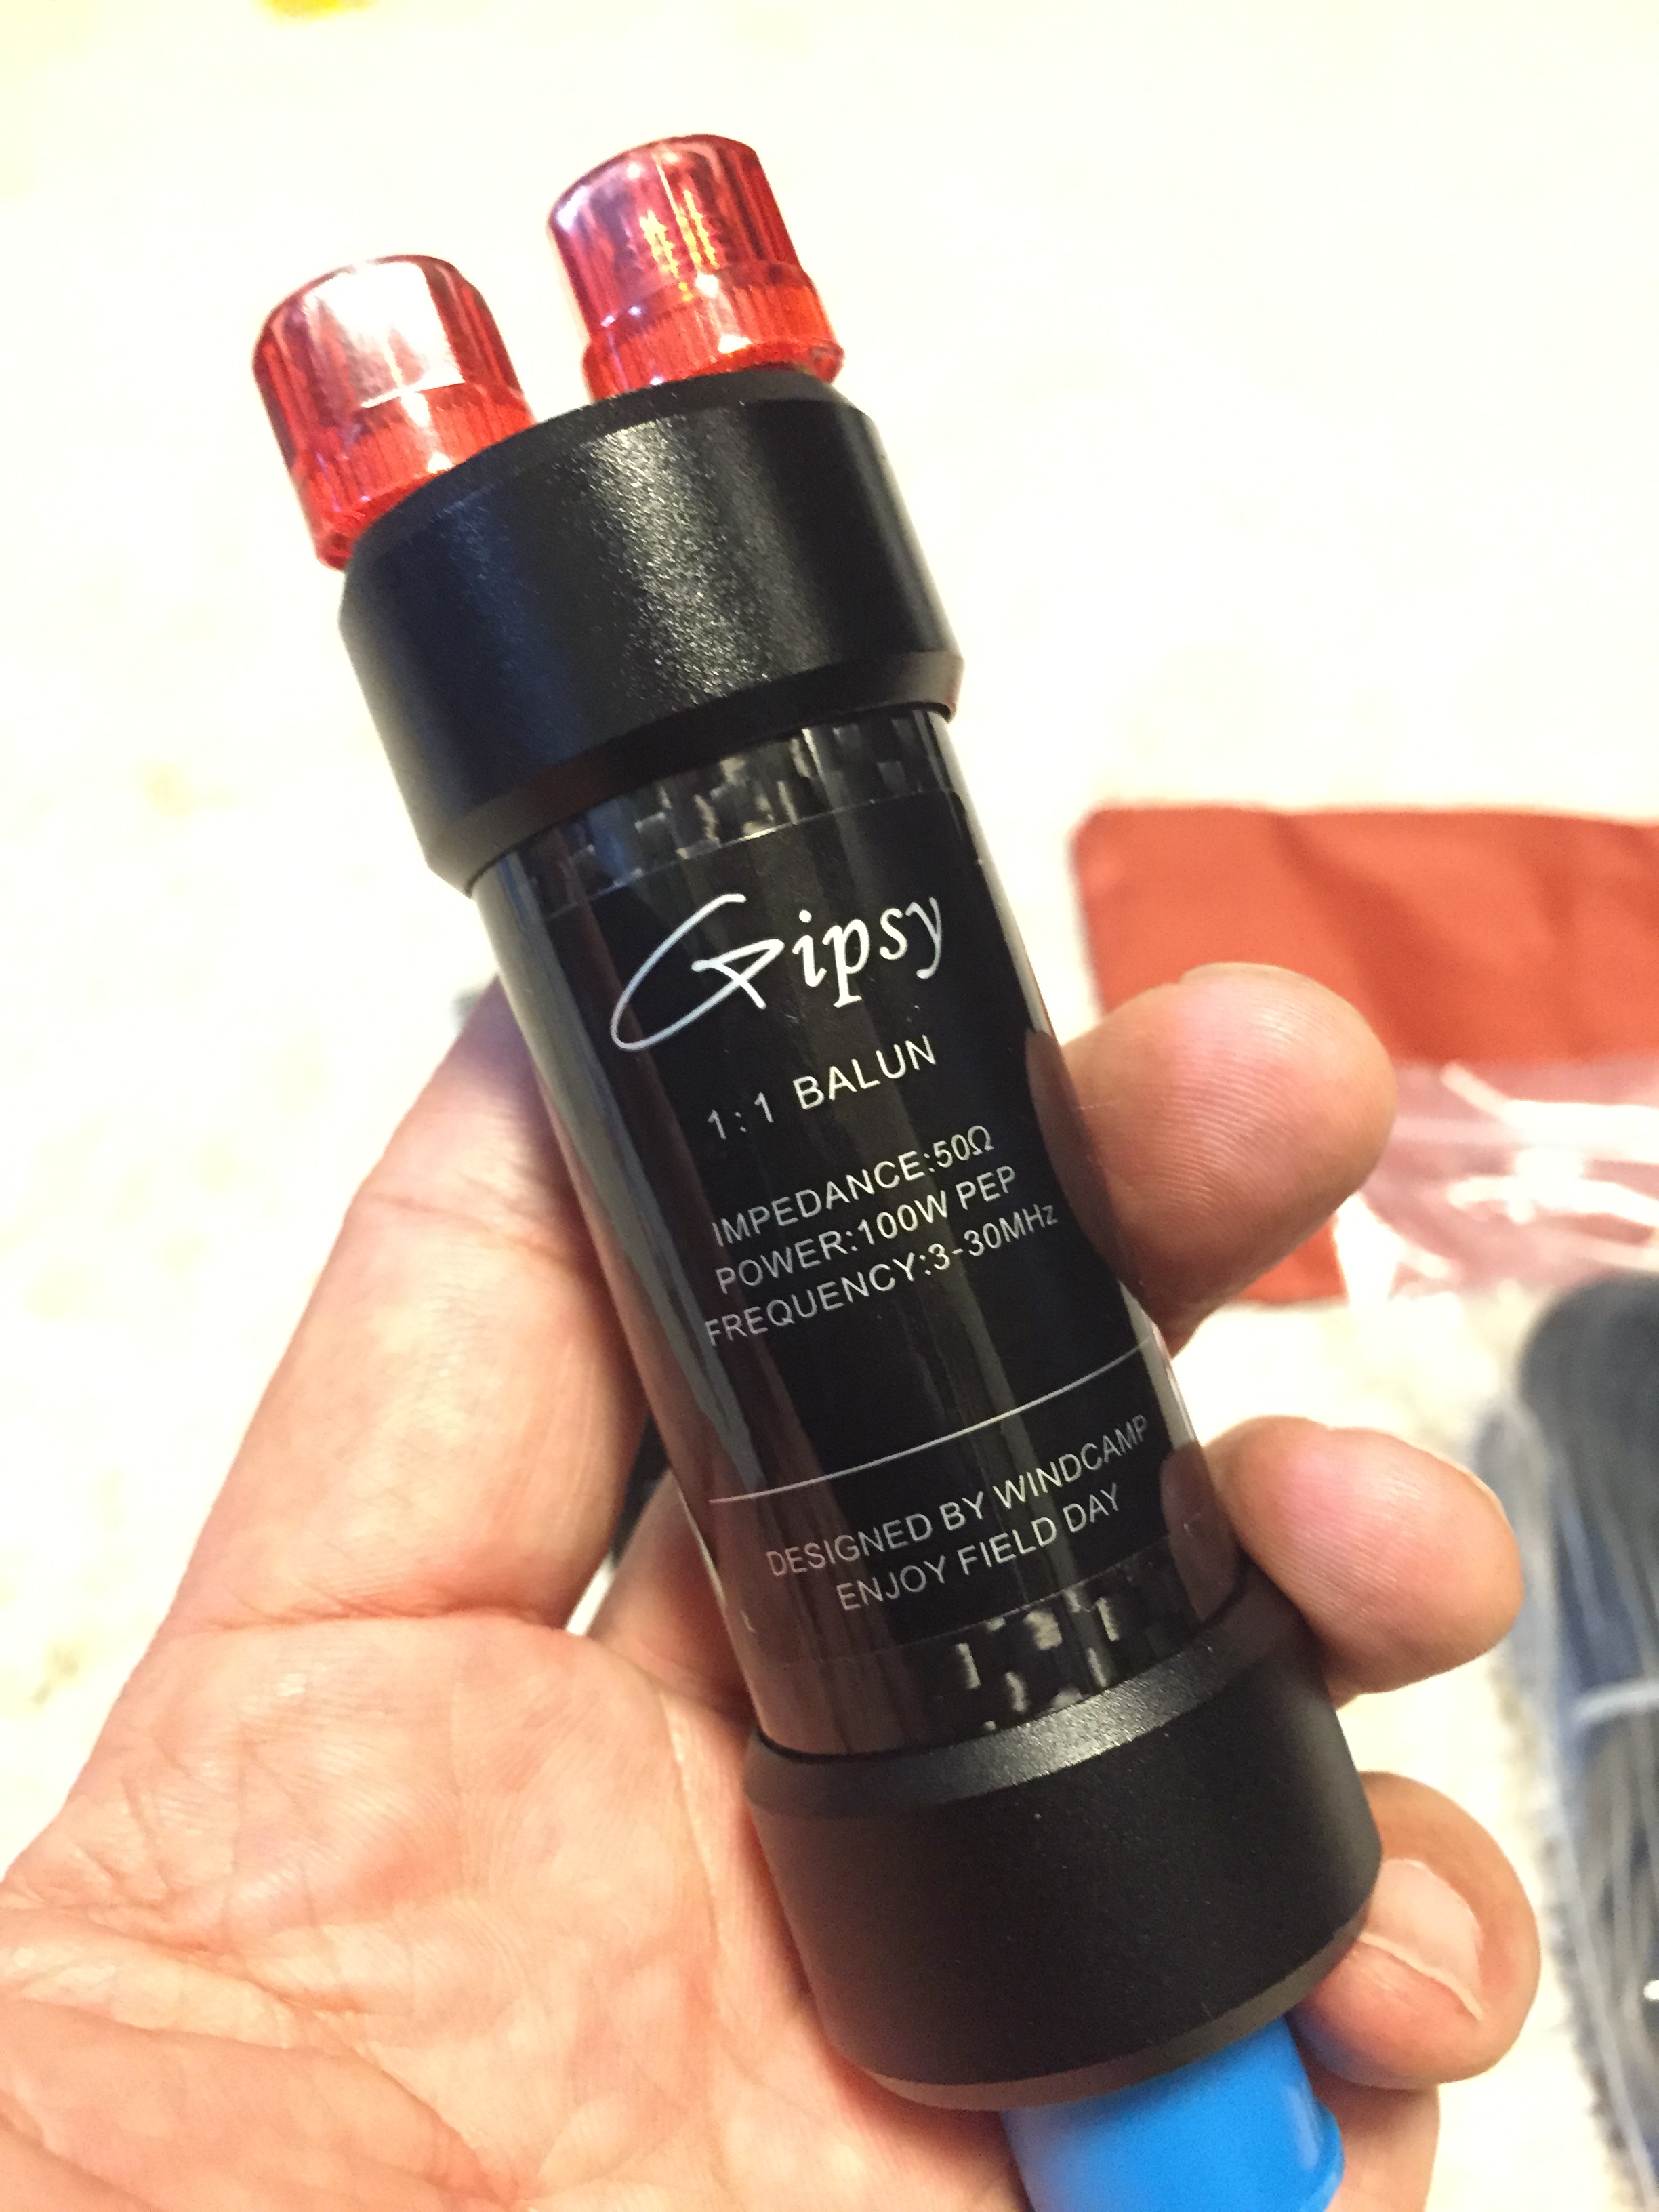 Gipsy
1:1 BALUN
IMPEDANCE:50Ω
POWER:100W PEP
FREQUENCY:3-30MHz
DESIGNED BY WINDCAMP
ENJOY FIELD DAY